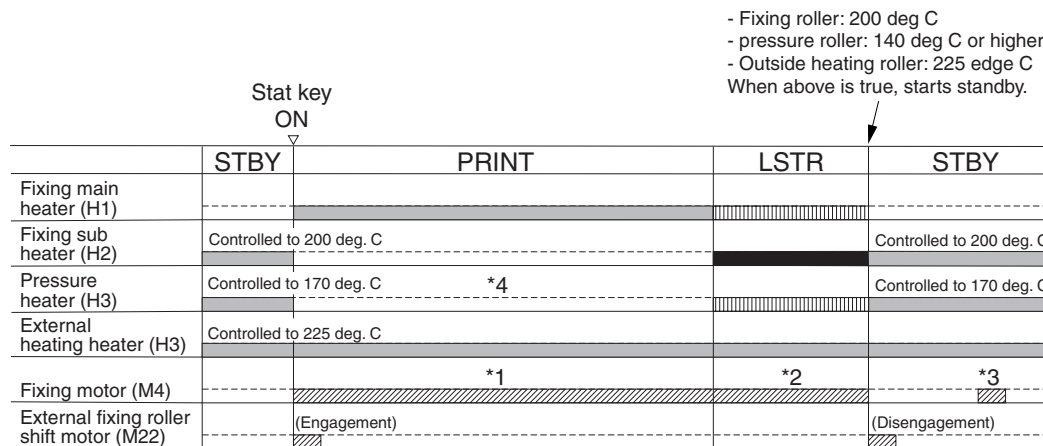 - Fixing roller: 200 deg C
- pressure roller: 140 deg C or higher
- Outside heating roller: 225 edge C
When above is true, starts standby.
Stat key
ON
STBY PRINT LSTR STBY
Fixing main
heater (H1)
Fixing sub
heater (H2)
Controlled to 200 deg. C
Controlled to 200 deg. C
Pressure
heater (H3)
Controlled to 170 deg. C
*4
Controlled to 170 deg. C
External
heating heater (H3)
Controlled to 225 deg. C
Fixing motor (M4)
*1
*2
*3
External fixing roller
shift motor (M22)
(Engagement)
(Disengagement)